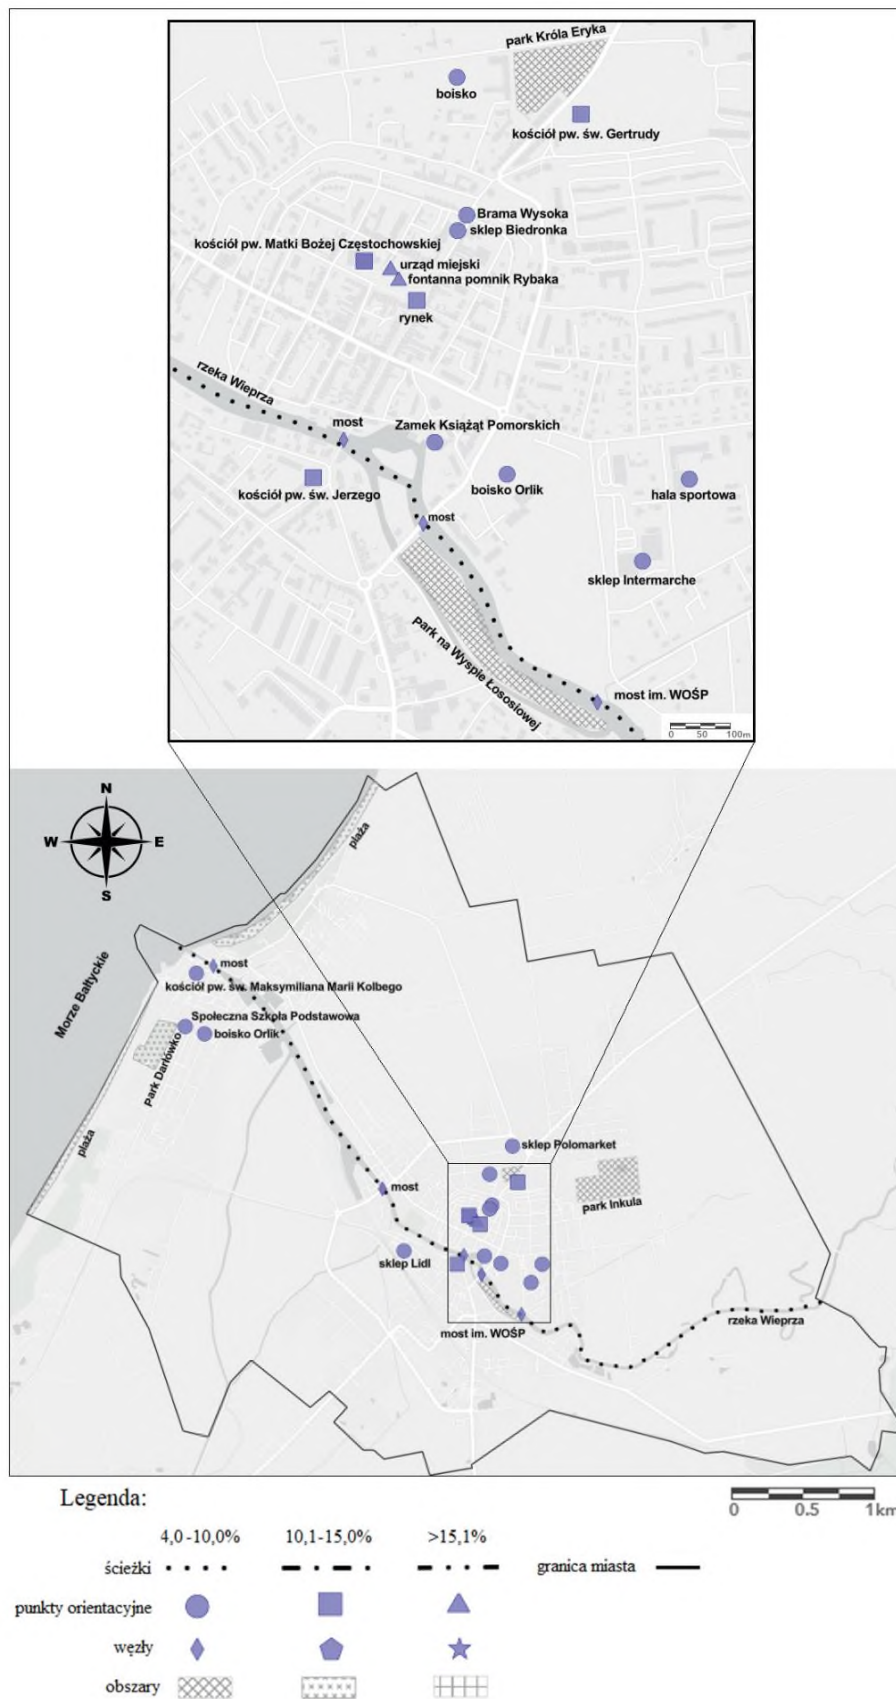 park Króla Eryka
boisko
kościół pw. św. Gertrudy
Brama Wysoka
sklep Biedronka
kościół pw. Matki Bożej Częstochowskiej
urząd miejski
fontanna pomnik Rybaka
rynek
rzeka Wieprza
most
Zamek Książąt Pomorskich
kościół pw. św. Jerzego
boisko Orlik
hala sportowa
most
sklep Intermarche
park na Wyspie Łososiowej
most im. WOŚP
0 50 100m
N
W E
S
plaża
Morze Bałtyckie
most
kościół pw. św. Maksymiliana Marii Kolbego
Społeczna Szkoła Podstawowa
boisko Orlik
Park Darłówko
plaża
sklep Polomarket
most
park Inkula
sklep Lidl
rzeka Wieprza
most im. WOŚP
Legenda:
0 0.5 1km
4,0-10,0% 10,1-15,0% >15,1%
ścieżki granica miasta
punkty orientacyjne
węzły
obszary